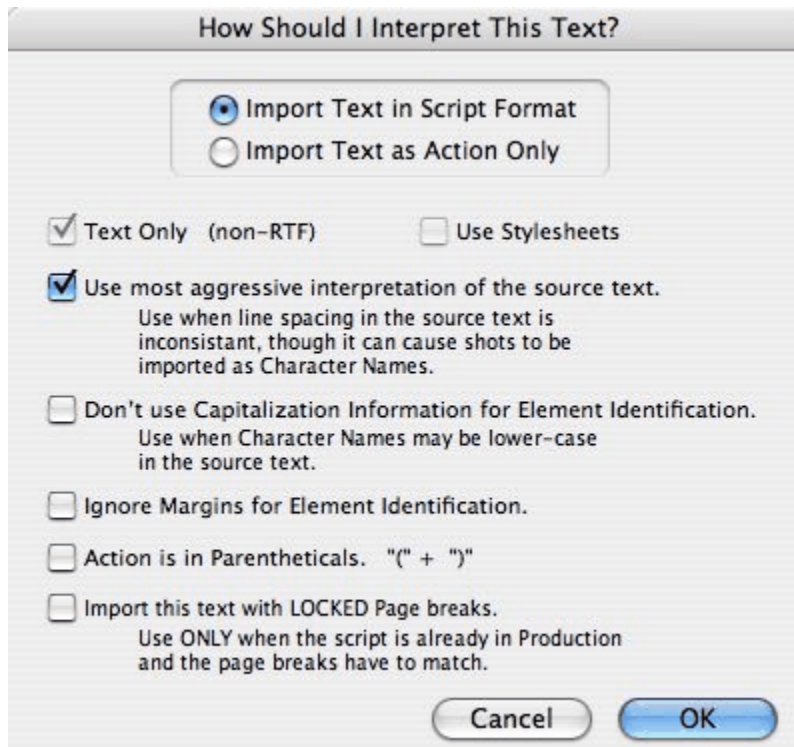 How Should I Interpret This Text?
Import Text in Script Format
Import Text as Action Only
Text Only (non-RTF) Use Stylesheets
Use most aggressive interpretation of the source text.
Use when line spacing in the source text is
inconsistant, though it can cause shots to be
imported as Character Names.
Don't use Capitalization Information for Element Identification.
Use when Character Names may be lower-case
in the source text.
Ignore Margins for Element Identification.
Action is in Parentheticals. "(" + ")"
Import this text with LOCKED Page breaks.
Use ONLY when the script is already in Production
and the page breaks have to match.
Cancel OK